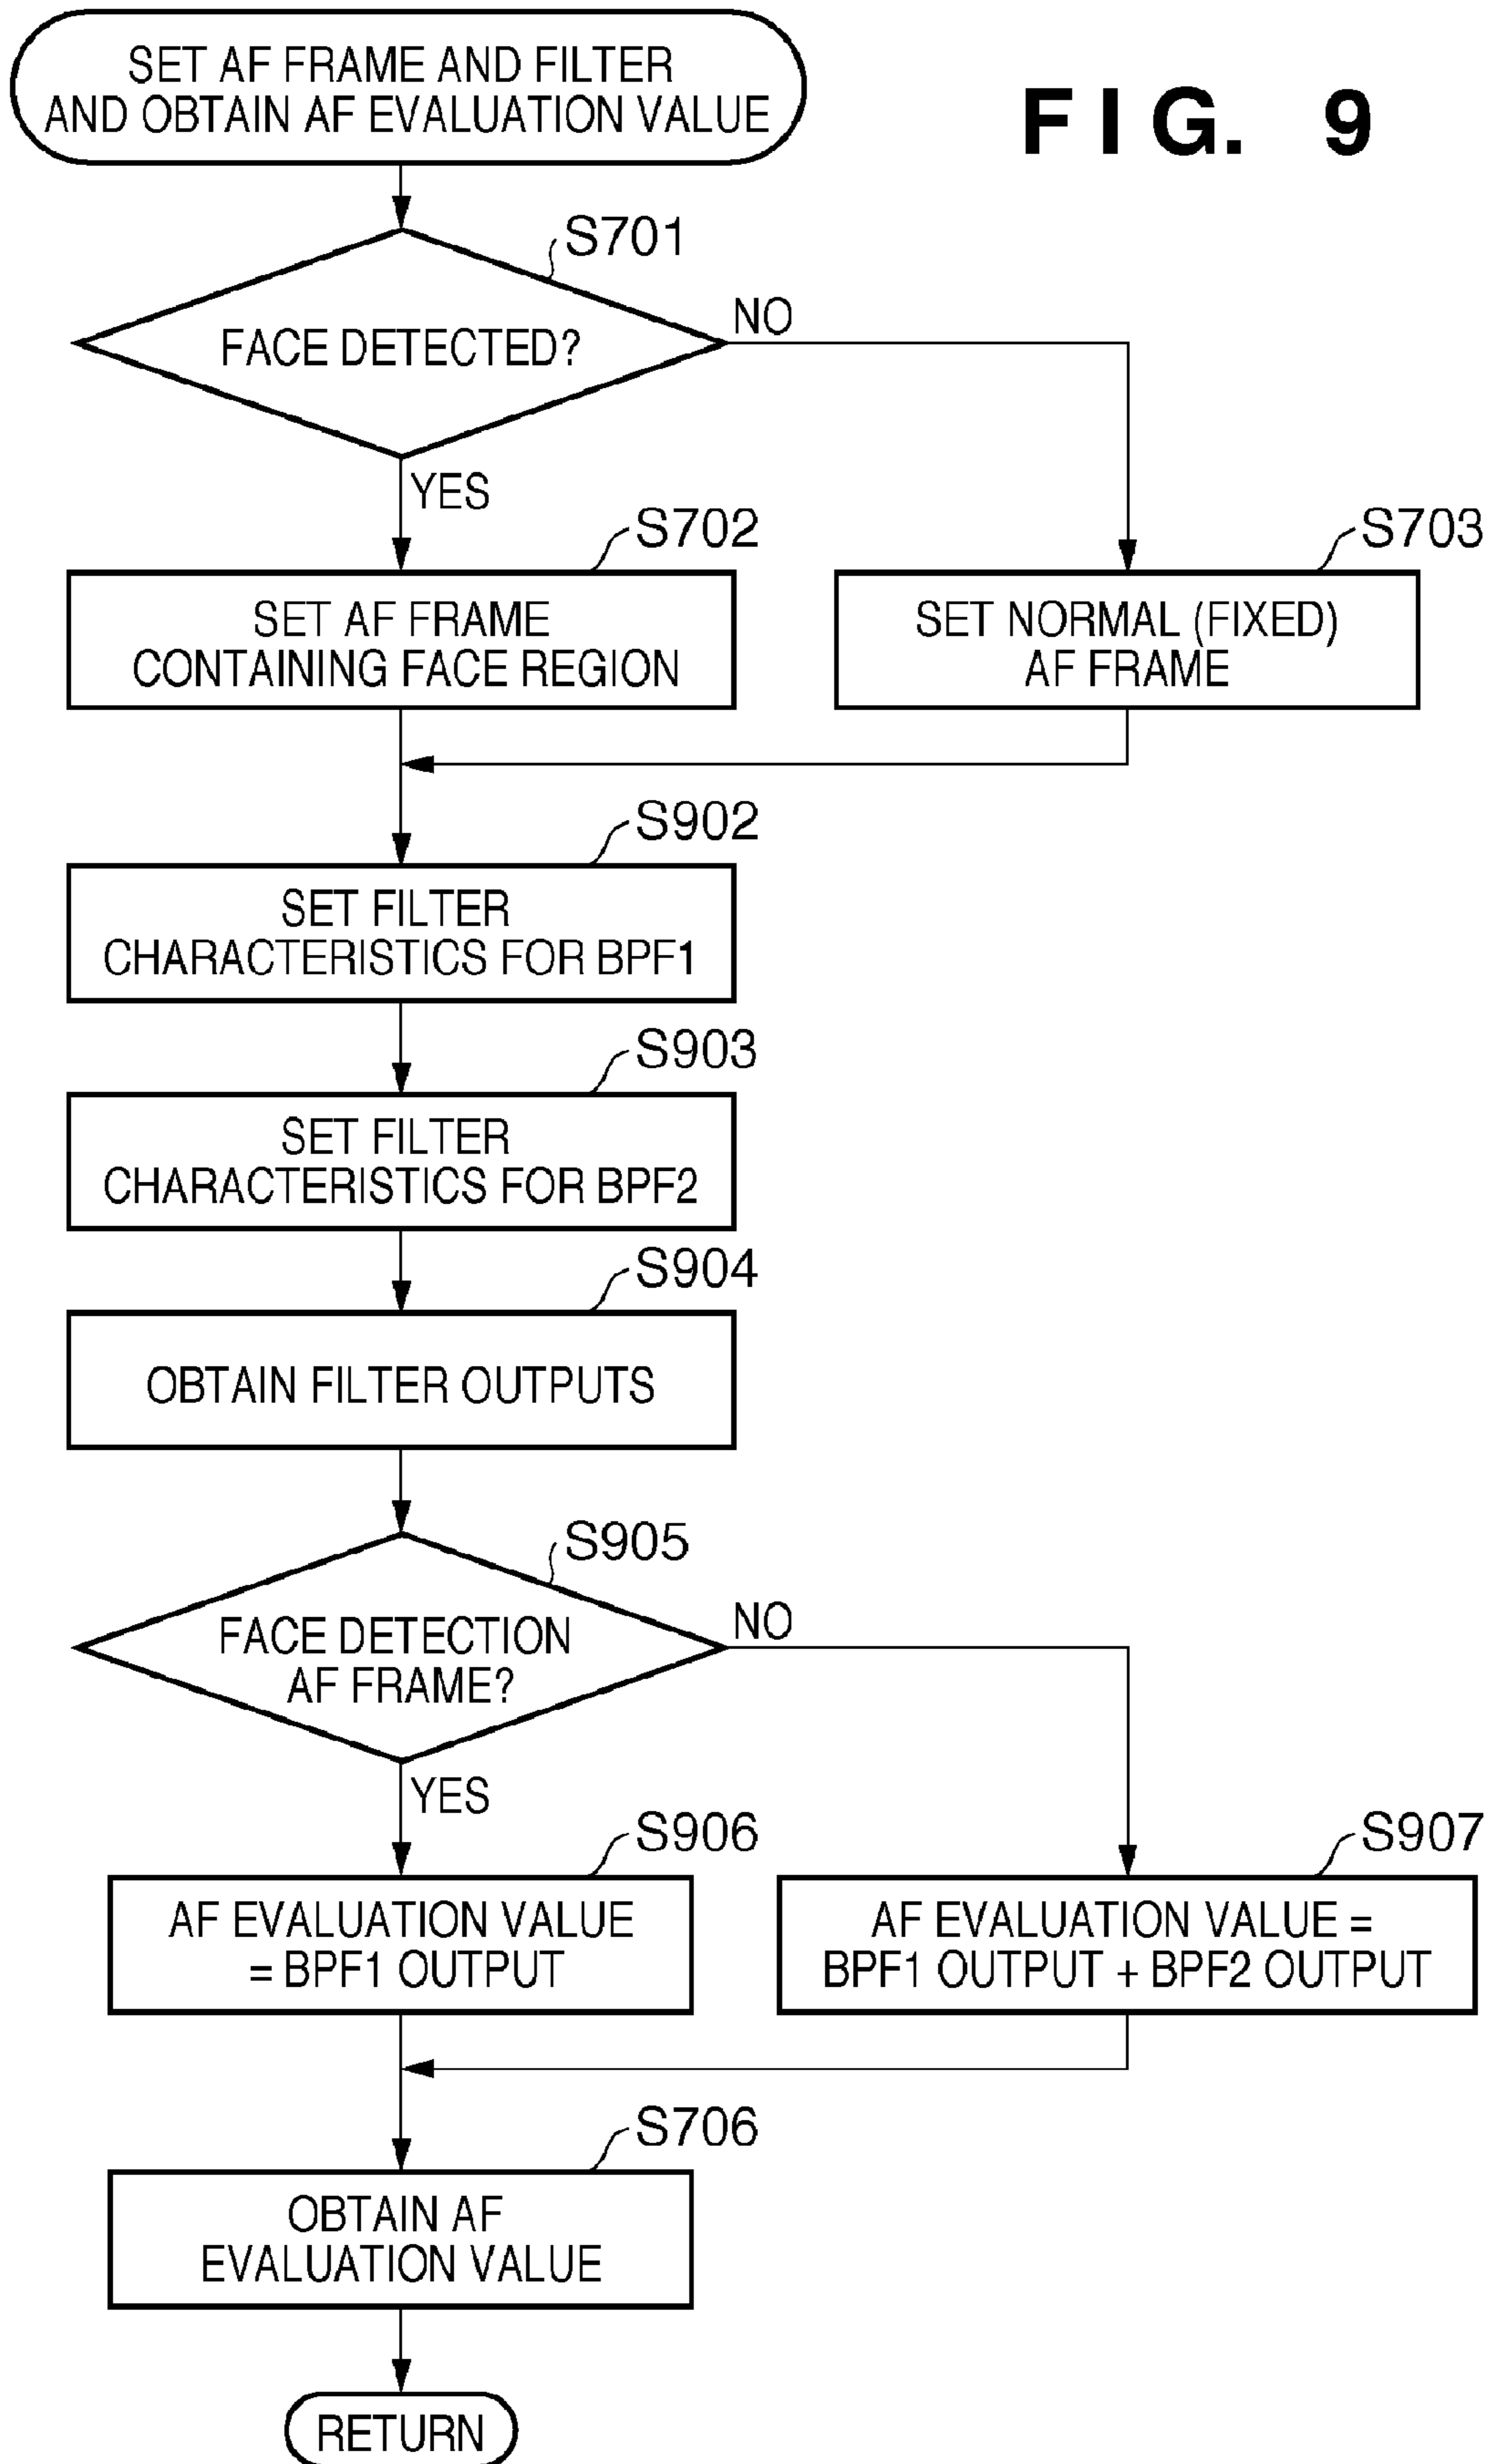 SET AF FRAME AND FILTER
AND OBTAIN AF EVALUATION VALUE
FIG. 9
S701
FACE DETECTED?
NO
YES
S702
S703
SET AF FRAME
CONTAINING FACE REGION
SET NORMAL (FIXED)
AF FRAME
S902
SET FILTER
CHARACTERISTICS FOR BPF1
S903
SET FILTER
CHARACTERISTICS FOR BPF2
S904
OBTAIN FILTER OUTPUTS
S905
FACE DETECTION
AF FRAME?
NO
YES
S906
S907
AF EVALUATION VALUE
= BPF1 OUTPUT
AF EVALUATION VALUE =
BPF1 OUTPUT + BPF2 OUTPUT
S706
OBTAIN AF
EVALUATION VALUE
RETURN